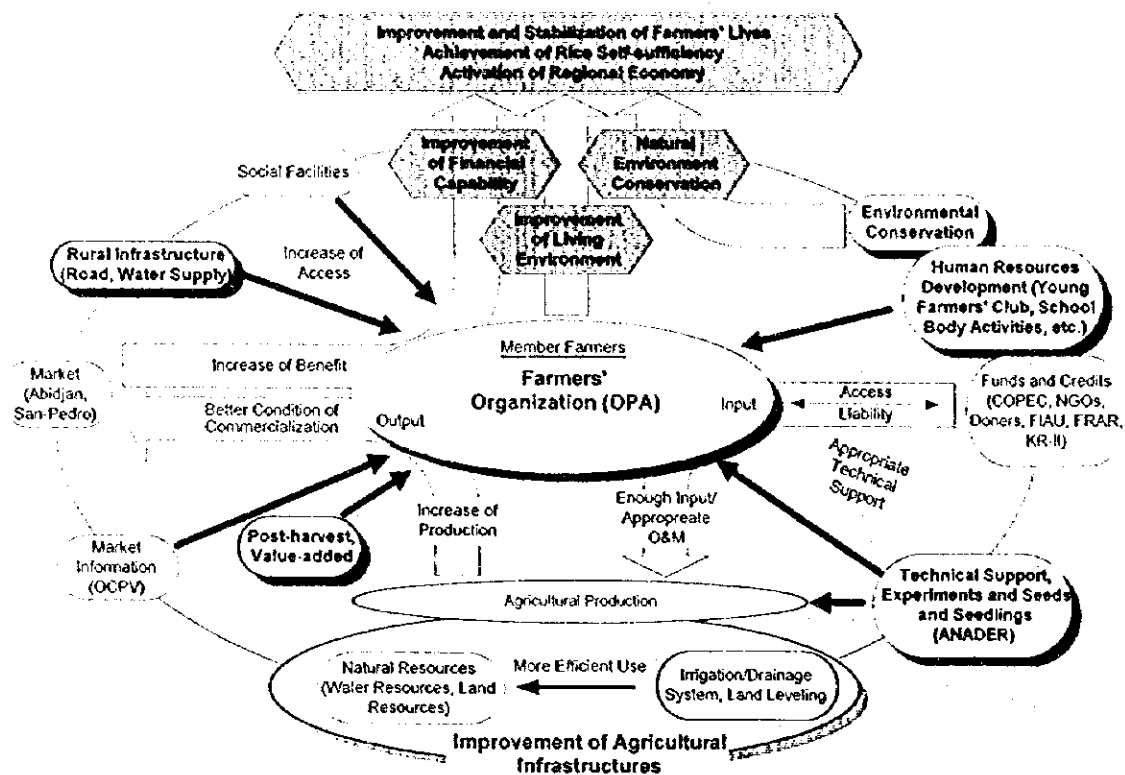 Improvement and Stabilization of Farmers' Lives
Achievement of Rice Self-sufficiency
Activation of Regional Economy
Improvement
of Financial
Capability
Natural
Environment
Conservation
Social Facilities
Improvement
of Living
Environment
Environmental
Conservation
Rural Infrastructure
(Road, Water Supply)
Increase of
Access
Human Resources
Development (Young
Farmers' Club, School
Body Activities, etc.)
Member Farmers
Farmers'
Organization (OPA)
Output
Input
Market
(Abidjan,
San-Pedro)
Increase of Benefit
Better Condition of
Commercialization
Access
Liability
Funds and Credits
(COPEC, NGOs,
Doners, FIAU, FRAR,
KR-II)
Appropriate
Technical
Support
Increase of
Production
Enough Input/
Appropreate
O&M
Post-harvest,
Value-added
Market
Information
(OCPV)
Technical Support,
Experiments and Seeds
and Seedlings
(ANADER)
Agricultural Production
Natural Resources
(Water Resources, Land
Resources)
More Efficient Use
Irrigation/Drainage
System, Land Leveling
Improvement of Agricultural
Infrastructures